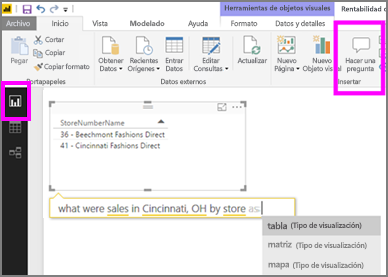 Herramientas de objetos visuales
Rentabilidad d
Archivo Inicio Vista Modelado Ayuda Formato Datos y detalles
Pegar
Cortar
Copiar
Copiar formato
Portapapeles
Obtener Datos
Recientes Orígenes
Editar Consultas
Actualizar
Datos externos
Nueva Página
Nuevo Objeto visual
Hacer una pregunta
Insertar
StoreNumberName
36 - Beechmont Fashions Direct
41 - Cincinnati Fashions Direct
what were sales in Cincinnati, OH by store as
tabla (Tipo de visualización)
matriz (Tipo de visualización)
mapa (Tipo de visualización)